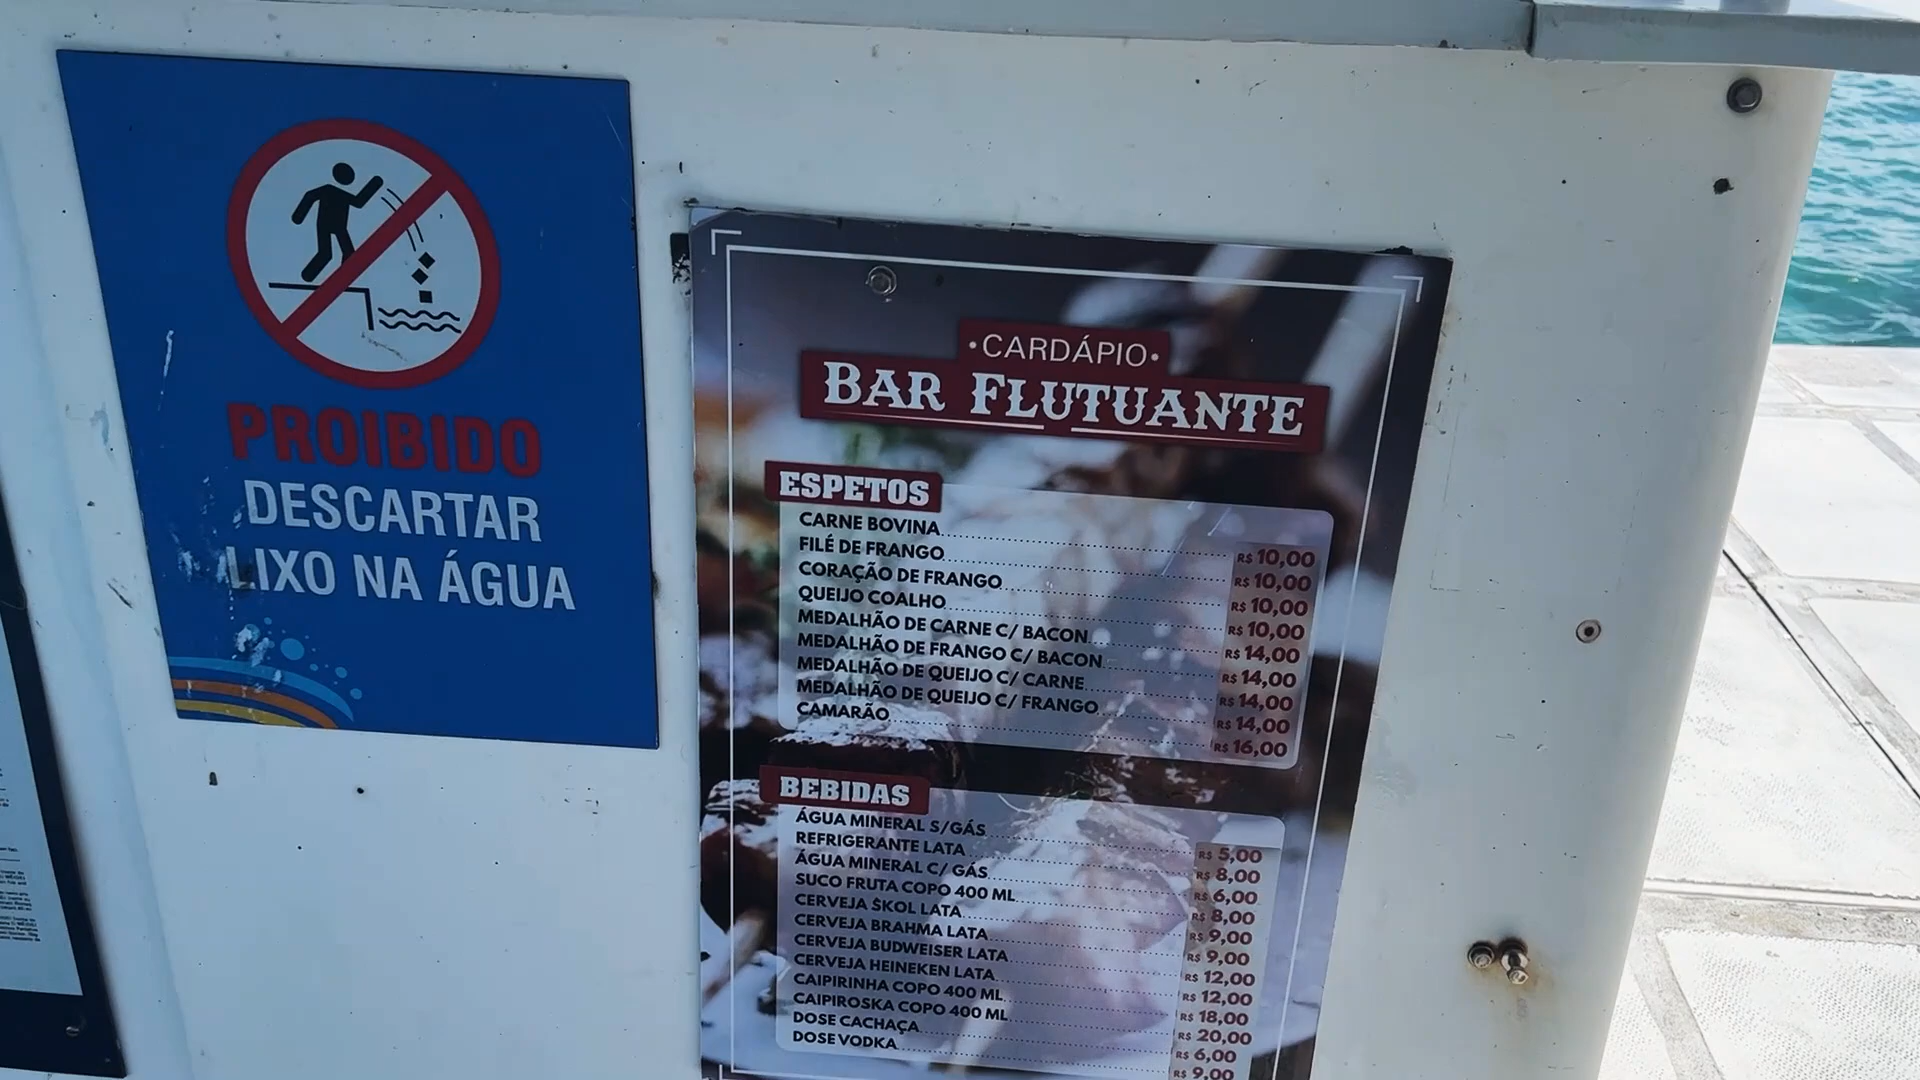 PROIBIDO
DESCARTAR
LIXO NA ÁGUA
•CARDÁPIO•
BAR FLUTUANTE
ESPETOS
CARNE BOVINA R$ 10,00
FILÉ DE FRANGO R$ 10,00
CORAÇÃO DE FRANGO R$ 10,00
QUEIJO COALHO R$ 10,00
MEDALHÃO DE CARNE C/ BACON R$ 14,00
MEDALHÃO DE FRANGO C/ BACON R$ 14,00
MEDALHÃO DE QUEIJO C/ CARNE R$ 14,00
MEDALHÃO DE QUEIJO C/ FRANGO R$ 14,00
CAMARÃO R$ 16,00
BEBIDAS
ÁGUA MINERAL S/GÁS R$ 5,00
REFRIGERANTE LATA R$ 8,00
ÁGUA MINERAL C/ GÁS R$ 6,00
SUCO FRUTA COPO 400 ML R$ 8,00
CERVEJA SKOL LATA R$ 9,00
CERVEJA BRAHMA LATA R$ 9,00
CERVEJA BUDWEISER LATA R$ 12,00
CERVEJA HEINEKEN LATA R$ 12,00
CAIPIRINHA COPO 400 ML R$ 18,00
CAIPIROSKA COPO 400 ML R$ 20,00
DOSE CACHAÇA R$ 6,00
DOSE VODKA R$ 9,00